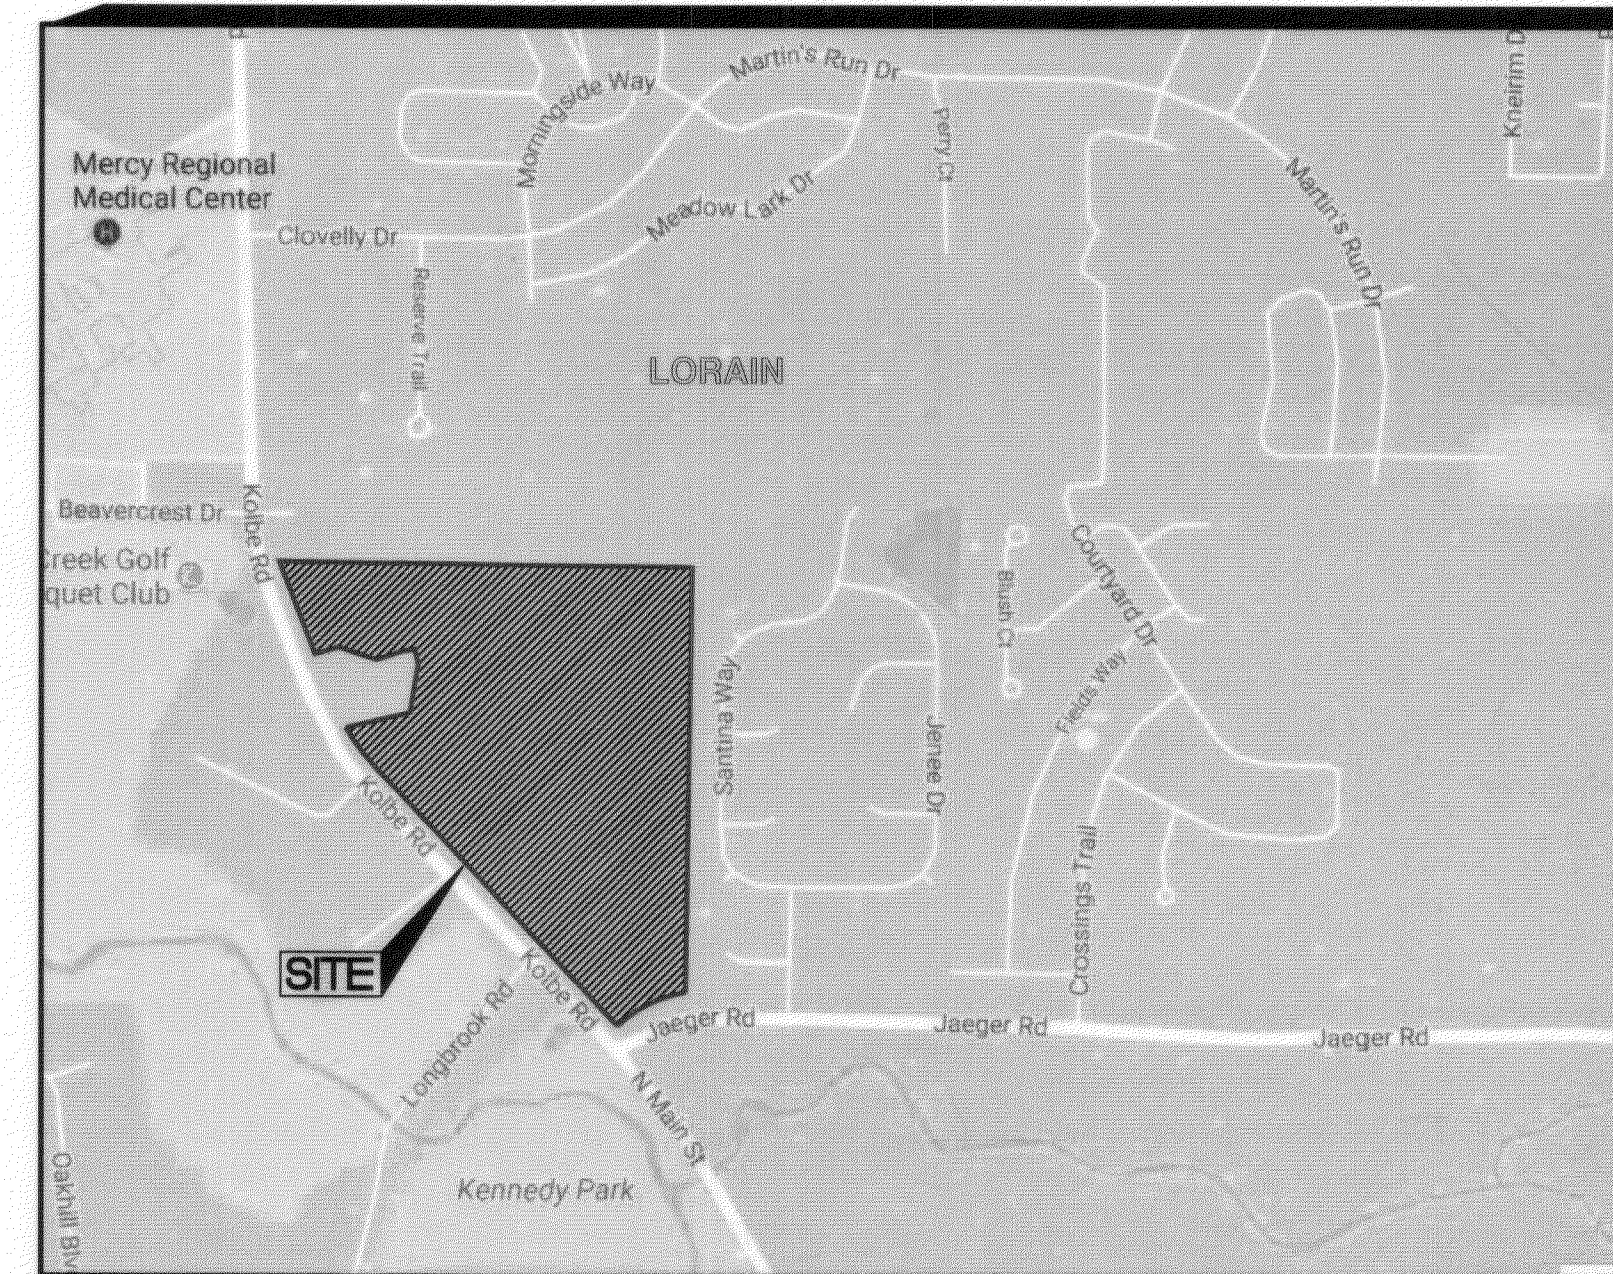 Martin's Run Dr
Morningside Way
Kneirim D
Perry Ct
Mercy Regional
Medical Center
H
Clovelly Dr
Meadow Lark Dr
Martin's Run Dr
Reserve Trail
LORAIN
Kolbe Rd
Beavercrest Dr
Creek Golf
quet Club
Courtyard Dr
Blush Ct
Fields Way
Santina Way
Jenee Dr
Kolbe Rd
Crossings Trail
SITE
Kolbe Rd
Longbrook Rd
Jaeger Rd
Jaeger Rd
Jaeger Rd
N Main St
Oakhill Blv
Kennedy Park